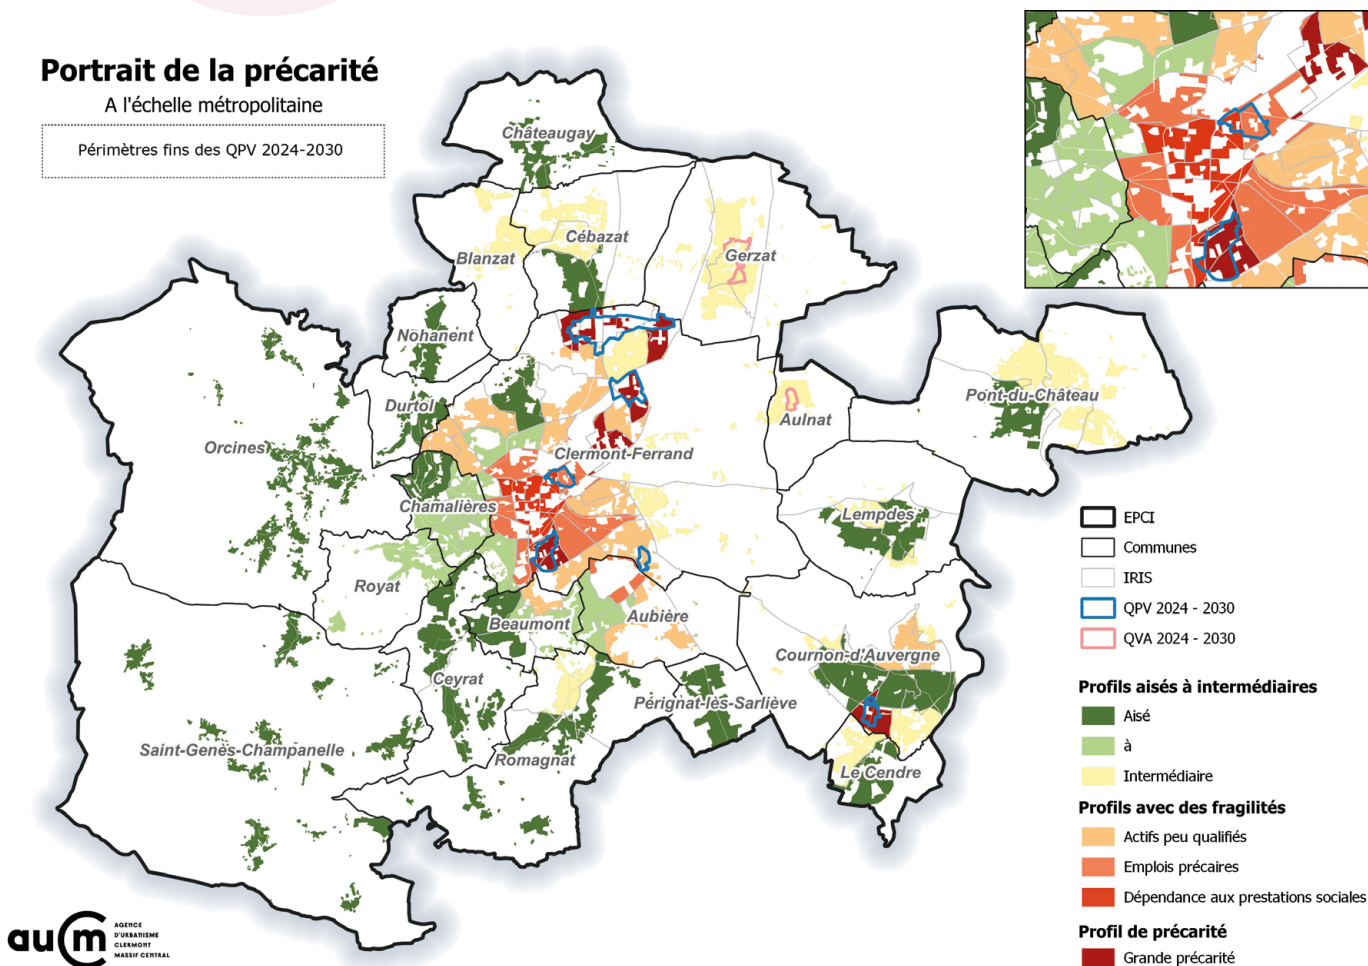 Portrait de la précarité
A l'échelle métropolitaine
Périmètres fins des QPV 2024-2030
Châteaugay
Cébazat
Blanzat
Gerzat
Nohanent
Durtol
Orcines
Pont-du-Château
Aulnat
Clermont-Ferrand
Chamalières
Lempdes
Royat
Beaumont
Aubière
Cournon-d'Auvergne
Ceyrat
Pérignat-lès-Sarliève
Saint-Genès-Champanelle
Romagnat
Le Cendre
EPCI
Communes
IRIS
QPV 2024 - 2030
QVA 2024 - 2030
Profils aisés à intermédiaires
Aisé
à
Intermédiaire
Profils avec des fragilités
Actifs peu qualifiés
Emplois précaires
Dépendance aux prestations sociales
Profil de précarité
Grande précarité
aucm
AGENCE
D'URBANISME
CLERMONT
MASSIF CENTRAL